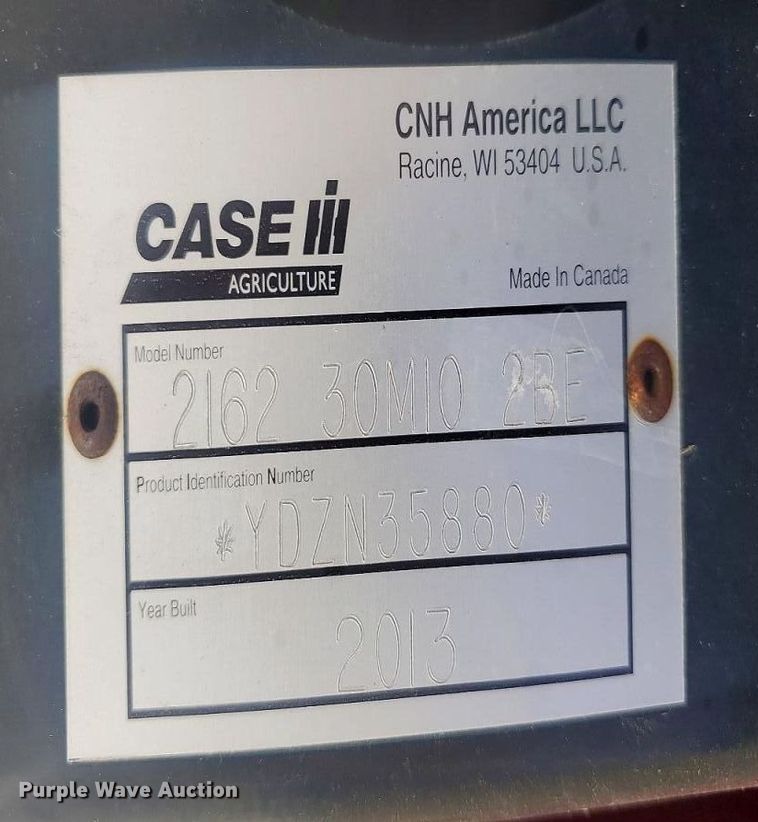 CNH America LLC
Racine, WI 53404 U.S.A.
CASE IH
AGRICULTURE
Made In Canada
Model Number
2162 30M10 2BE
Product Identification Number
*YDZN35880*
Year Built
2013
Purple Wave Auction